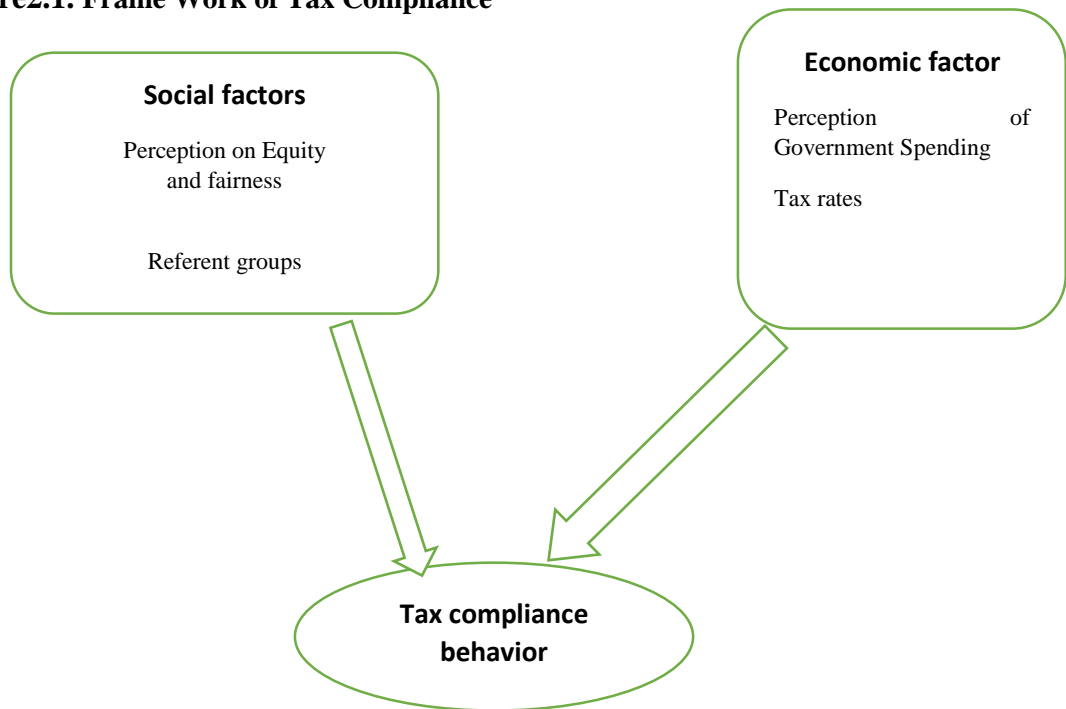 re2.1: Frame Work of Tax Compliance
Social factors
Perception on Equity
and fairness
Referent groups
Economic factor
Perception of
Government Spending
Tax rates
Tax compliance
behavior